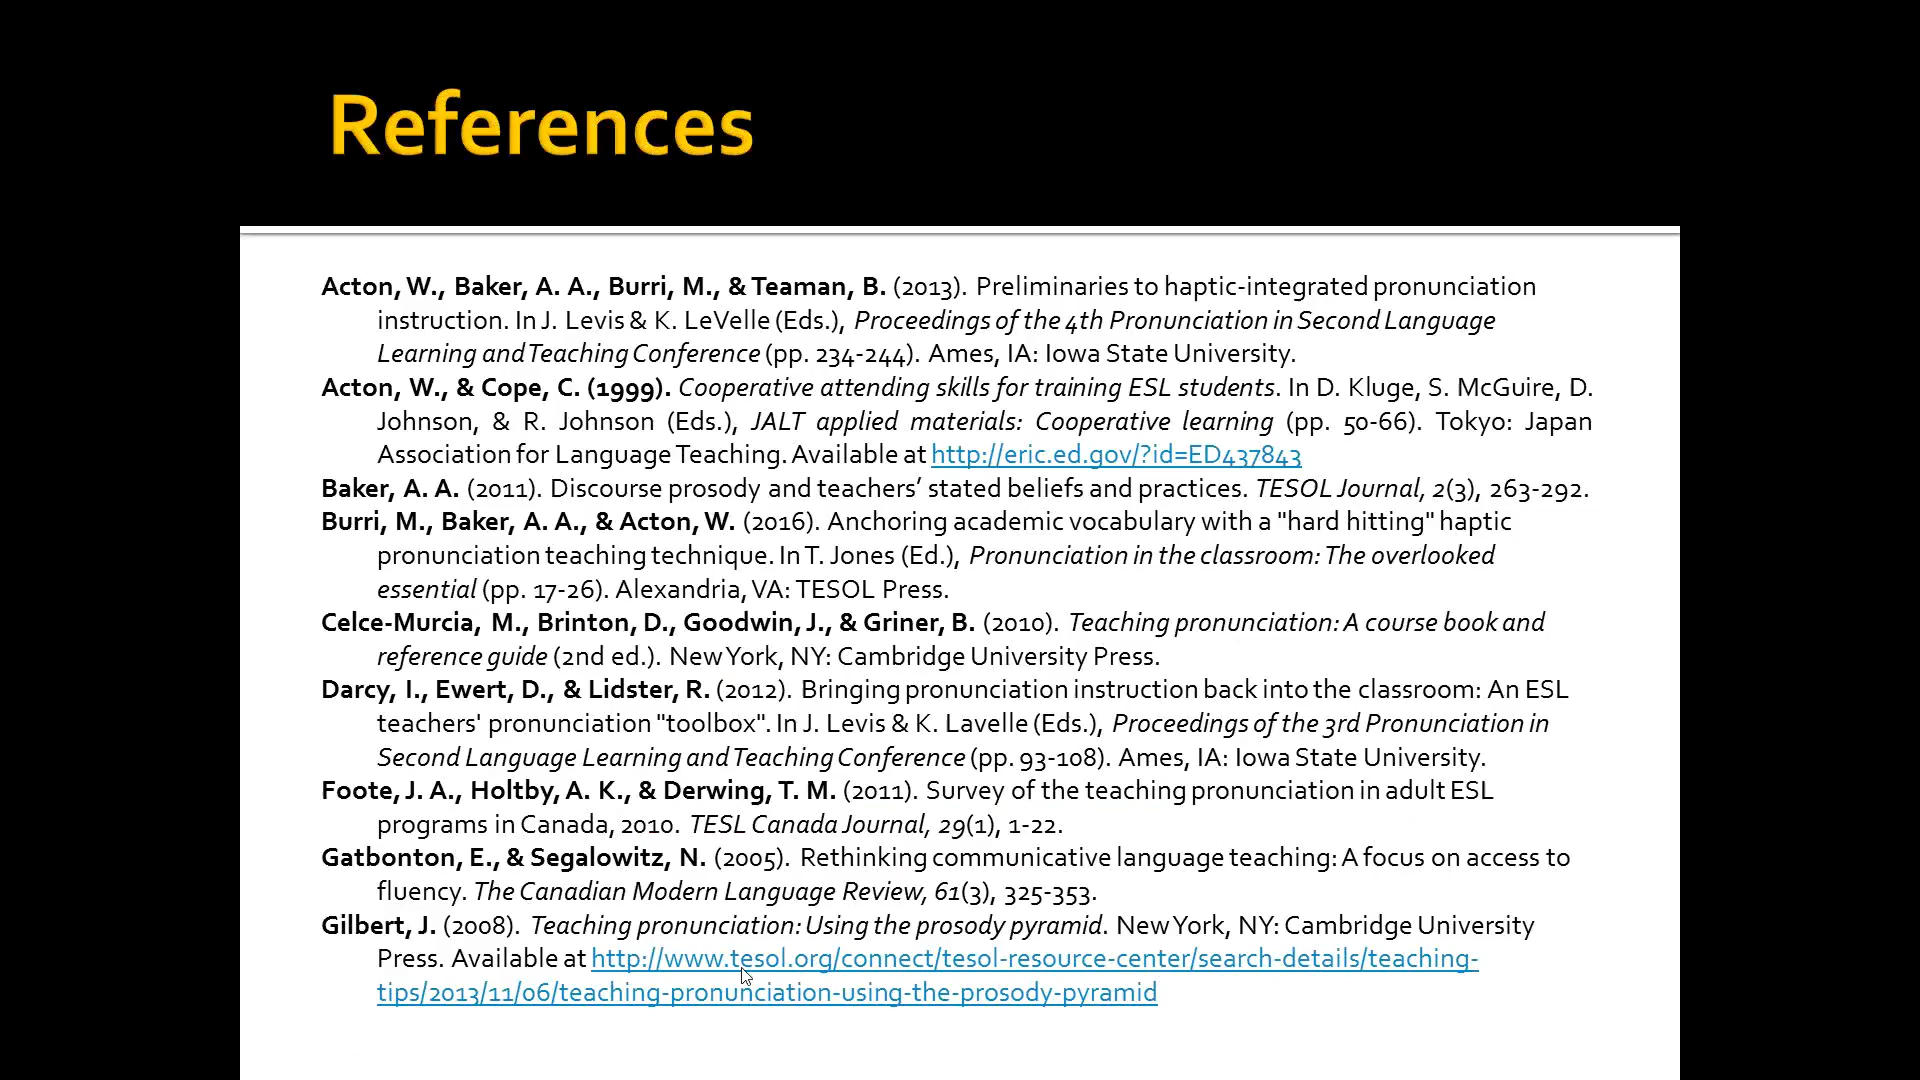 References
Acton, W., Baker, A. A., Burri, M., & Teaman, B. (2013). Preliminaries to haptic-integrated pronunciation
instruction. In J. Levis & K. LeVelle (Eds.), Proceedings of the 4th Pronunciation in Second Language
Learning and Teaching Conference (pp. 234-244). Ames, IA: Iowa State University.
Acton, W., & Cope, C. (1999). Cooperative attending skills for training ESL students. In D. Kluge, S. McGuire, D.
Johnson, & R. Johnson (Eds.), JALT applied materials: Cooperative learning (pp. 50-66). Tokyo: Japan
Association for Language Teaching. Available at http://eric.ed.gov/?id=ED437843
Baker, A. A. (2011). Discourse prosody and teachers’ stated beliefs and practices. TESOL Journal, 2(3), 263-292.
Burri, M., Baker, A. A., & Acton, W. (2016). Anchoring academic vocabulary with a "hard hitting" haptic
pronunciation teaching technique. In T. Jones (Ed.), Pronunciation in the classroom: The overlooked
essential (pp. 17-26). Alexandria, VA: TESOL Press.
Celce-Murcia, M., Brinton, D., Goodwin, J., & Griner, B. (2010). Teaching pronunciation: A course book and
reference guide (2nd ed.). New York, NY: Cambridge University Press.
Darcy, I., Ewert, D., & Lidster, R. (2012). Bringing pronunciation instruction back into the classroom: An ESL
teachers' pronunciation "toolbox". In J. Levis & K. Lavelle (Eds.), Proceedings of the 3rd Pronunciation in
Second Language Learning and Teaching Conference (pp. 93-108). Ames, IA: Iowa State University.
Foote, J. A., Holtby, A. K., & Derwing, T. M. (2011). Survey of the teaching pronunciation in adult ESL
programs in Canada, 2010. TESL Canada Journal, 29(1), 1-22.
Gatbonton, E., & Segalowitz, N. (2005). Rethinking communicative language teaching: A focus on access to
fluency. The Canadian Modern Language Review, 61(3), 325-353.
Gilbert, J. (2008). Teaching pronunciation: Using the prosody pyramid. New York, NY: Cambridge University
Press. Available at http://www.tesol.org/connect/tesol-resource-center/search-details/teaching-
tips/2013/11/06/teaching-pronunciation-using-the-prosody-pyramid